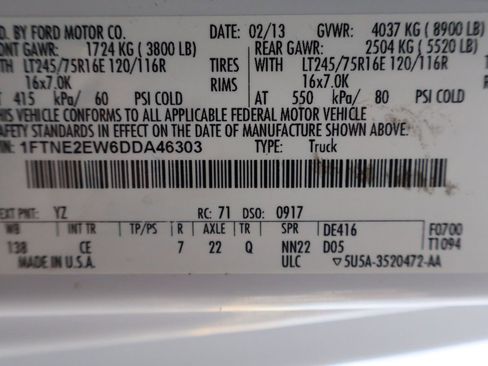 D. BY FORD MOTOR CO. DATE: 02/13 GVWR: 4037 KG (8900 LB)
ONT GAWR: 1724 KG (3800 LB) REAR GAWR: 2504 KG (5520 LB)
ITH LT245/75R16E 120/116R TIRES WITH LT245/75R16E 120/116R
16x7.0K RIMS 16x7.0K
AT 415 kPa/ 60 PSI COLD AT 550 kPa/ 80 PSI COLD
THIS VEHICLE CONFORMS TO ALL APPLICABLE FEDERAL MOTOR VEHICLE
SAFETY STANDARDS IN EFFECT ON THE DATE OF MANUFACTURE SHOWN ABOVE.
IN: 1FTNE2EW6DDA46303 TYPE: Truck
EXT PNT: YZ RC: 71 DSO: 0917
WB INT TR TP/PS R AXLE TR SPR DE416 F0700
138 CE 7 22 Q NN22 D05 T1094
MADE IN U.S.A. ULC ▽5U5A-3520472-AA